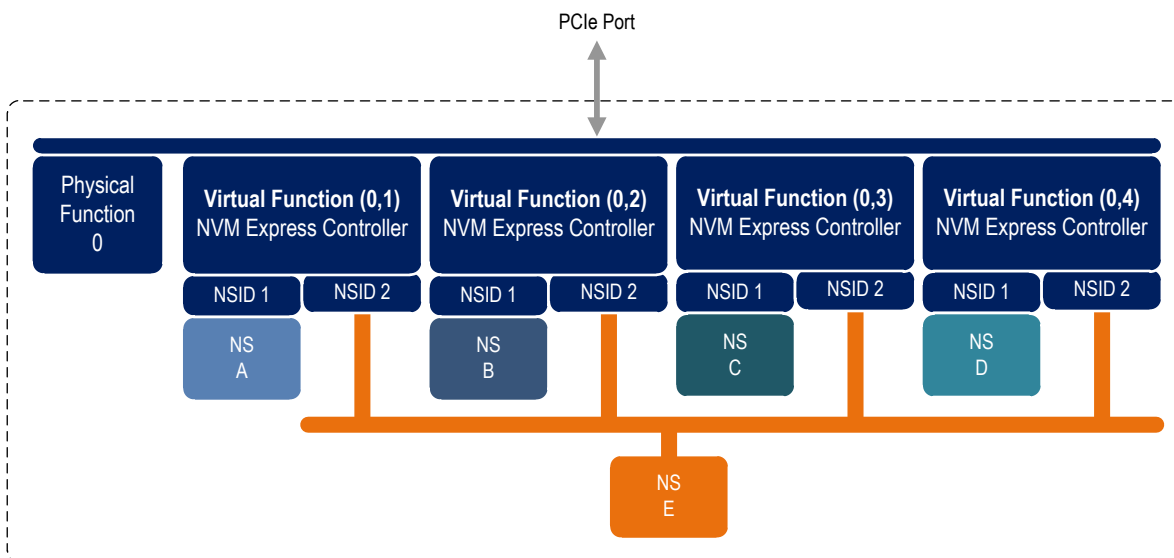 PCIe Port
Physical
Function
0
Virtual Function (0,1)
NVM Express Controller
Virtual Function (0,2)
NVM Express Controller
Virtual Function (0,3)
NVM Express Controller
Virtual Function (0,4)
NVM Express Controller
NSID 1
NSID 2
NSID 1
NSID 2
NSID 1
NSID 2
NSID 1
NSID 2
NS
A
NS
B
NS
C
NS
D
NS
E